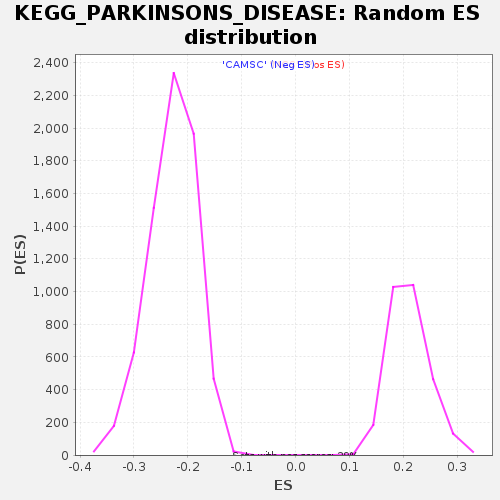 KEGG_PARKINSONS_DISEASE: Random ES
distribution
'CAMSC' (Neg ES) os ES)
2,400
2,200
2,000
1,800
1,600
1,400
1,200
1,000
800
600
400
200
0
P(ES)
-0.4 -0.3 -0.2 -0.1 0.0 0.1 0.2 0.3
ES